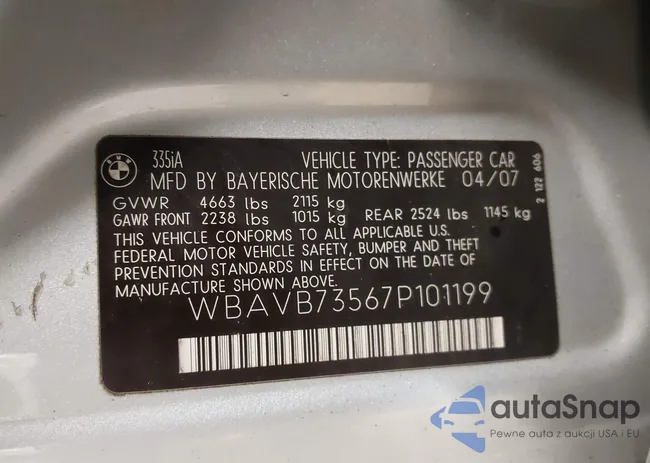 BMW
335iA
VEHICLE TYPE: PASSENGER CAR
MFD BY BAYERISCHE MOTORENWERKE 04/07
GVWR 4663 lbs 2115 kg
GAWR FRONT 2238 lbs 1015 kg REAR 2524 lbs 1145 kg
THIS VEHICLE CONFORMS TO ALL APPLICABLE U.S.
FEDERAL MOTOR VEHICLE SAFETY, BUMPER AND THEFT
PREVENTION STANDARDS IN EFFECT ON THE DATE OF
MANUFACTURE SHOWN ABOVE.
WBAVB73567P101199
2 122 606
autaSnap
Pewne auta z aukcji USA i EU